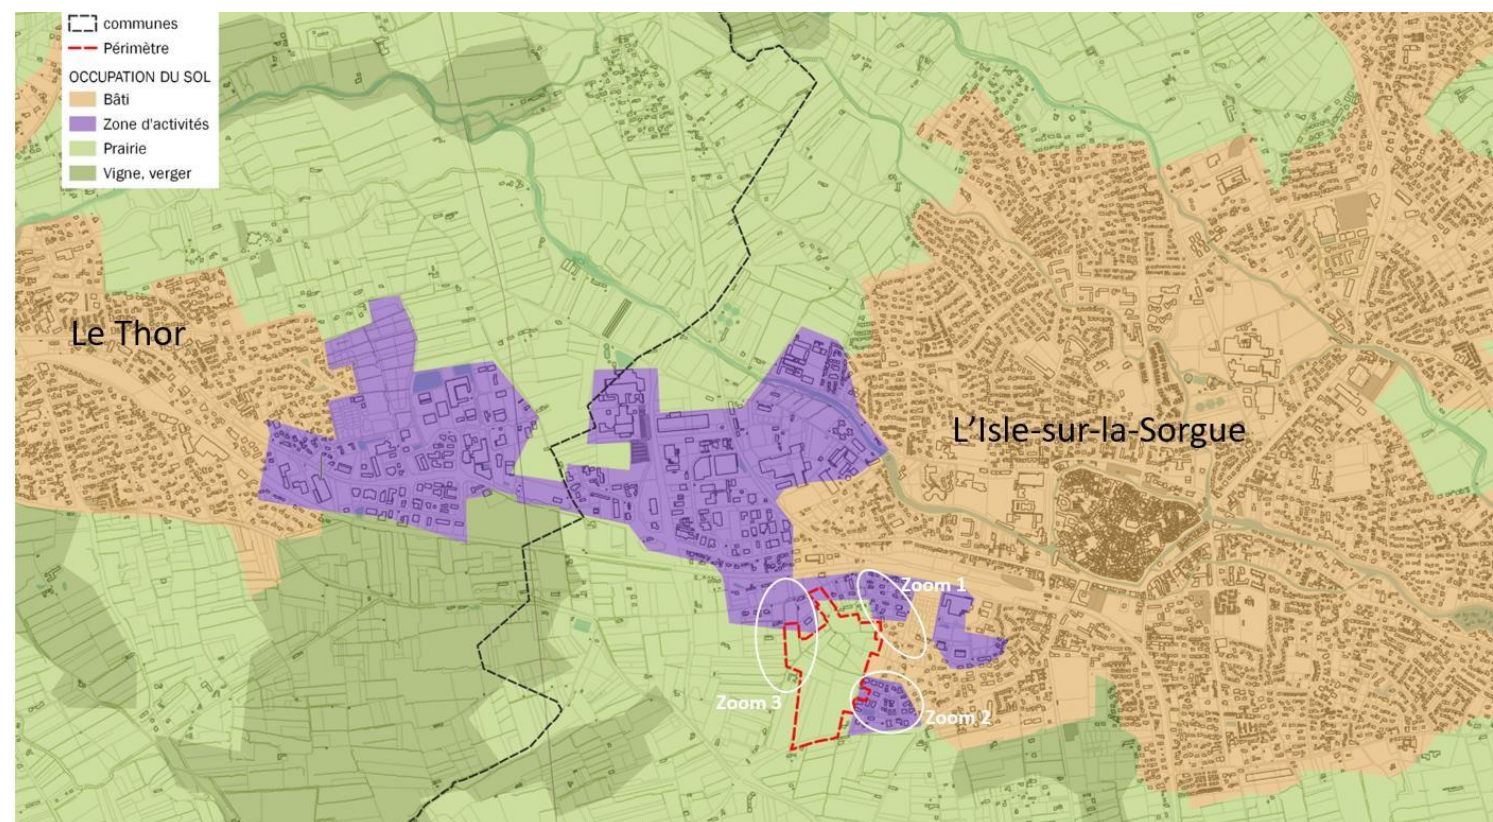 communes
Périmètre
OCCUPATION DU SOL
Bâti
Zone d'activités
Prairie
Vigne, verger
Le Thor
L'Isle-sur-la-Sorgue
Zoom 1
Zoom 3
Zoom 2